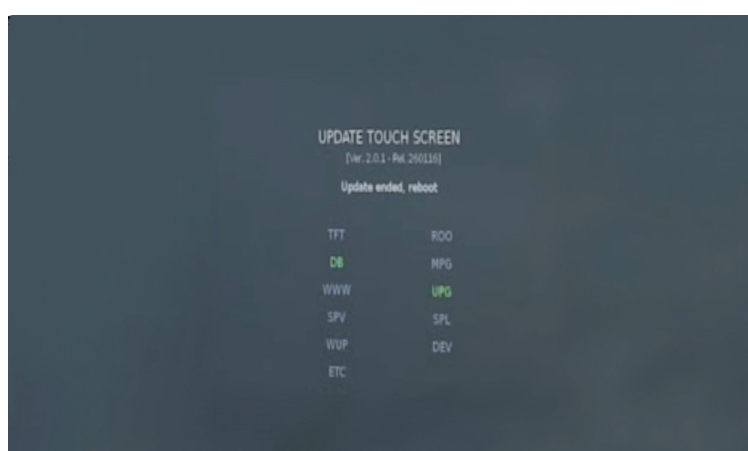 UPDATE TOUCH SCREEN
[Ver. 2.0.1 - Rel. 260116]
Update ended, reboot
TFT ROO
DB MPG
WWW UPG
SPV SPL
WUP DEV
ETC